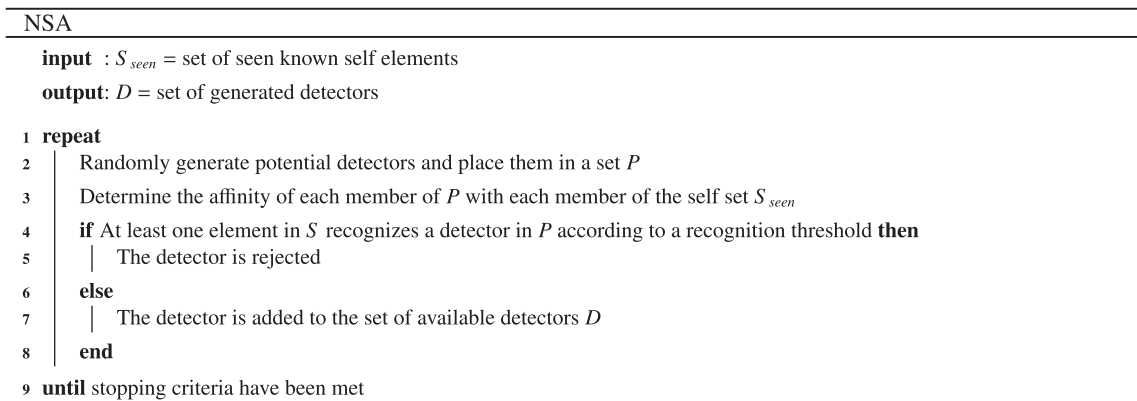 NSA
input : S seen = set of seen known self elements
output: D = set of generated detectors
1 repeat
2 Randomly generate potential detectors and place them in a set P
3 Determine the affinity of each member of P with each member of the self set S seen
4 if At least one element in S recognizes a detector in P according to a recognition threshold then
5 The detector is rejected
6 else
7 The detector is added to the set of available detectors D
8 end
9 until stopping criteria have been met